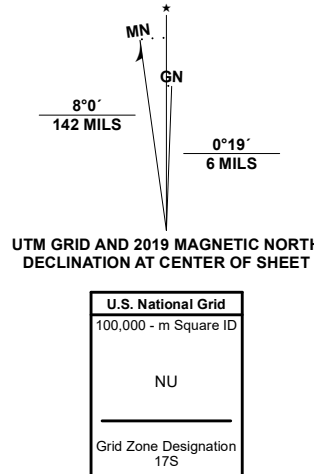 ★
MN
GN
8°0´
142 MILS
0°19´
6 MILS
UTM GRID AND 2019 MAGNETIC NORTH
DECLINATION AT CENTER OF SHEET
U.S. National Grid
100,000 - m Square ID
NU
Grid Zone Designation
17S